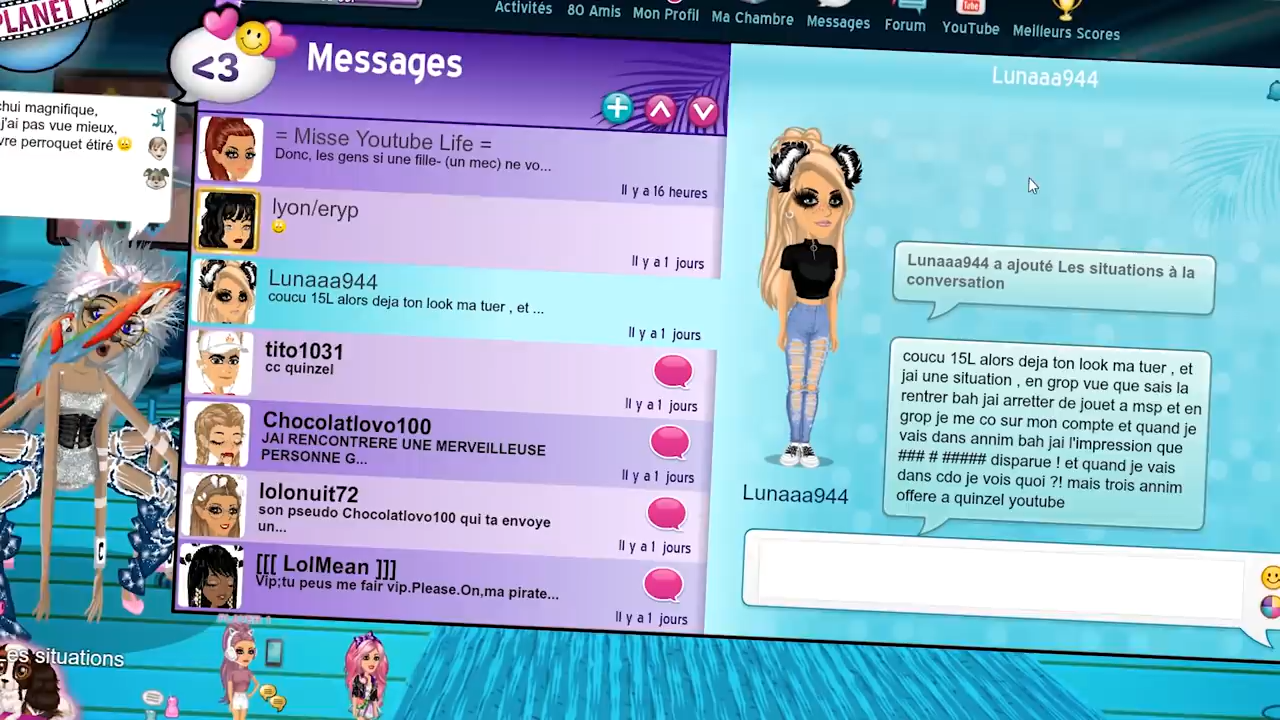 PLANET
Activités
80 Amis
Mon Profil
Ma Chambre
Messages
Forum
YouTube
Meilleurs Scores
<3
Messages
chui magnifique,
j'ai pas vue mieux,
vre perroquet étiré
= Misse Youtube Life =
Donc, les gens si une fille- (un mec) ne vo...
Il y a 16 heures
lyon/eryp
Il y a 1 jours
Lunaaa944
coucu 15L alors deja ton look ma tuer , et ...
Il y a 1 jours
tito1031
cc quinzel
Il y a 1 jours
Chocolatlovo100
JAI RENCONTRERE UNE MERVEILLEUSE
PERSONNE G...
Il y a 1 jours
lolonuit72
son pseudo Chocolatlovo100 qui ta envoye
un...
Il y a 1 jours
[[[ LolMean ]]]
Vip;tu peus me fair vip.Please.On,ma pirate...
Il y a 1 jours
Lunaaa944
Lunaaa944 a ajouté Les situations à la
conversation
coucu 15L alors deja ton look ma tuer , et
jai une situation , en grop vue que sais la
rentrer bah jai arretter de jouet a msp et en
grop je me co sur mon compte et quand je
vais dans annim bah jai l'impression que
### # ##### disparue ! et quand je vais
dans cdo je vois quoi ?! mais trois annim
offere a quinzel youtube
Lunaaa944
Les situations